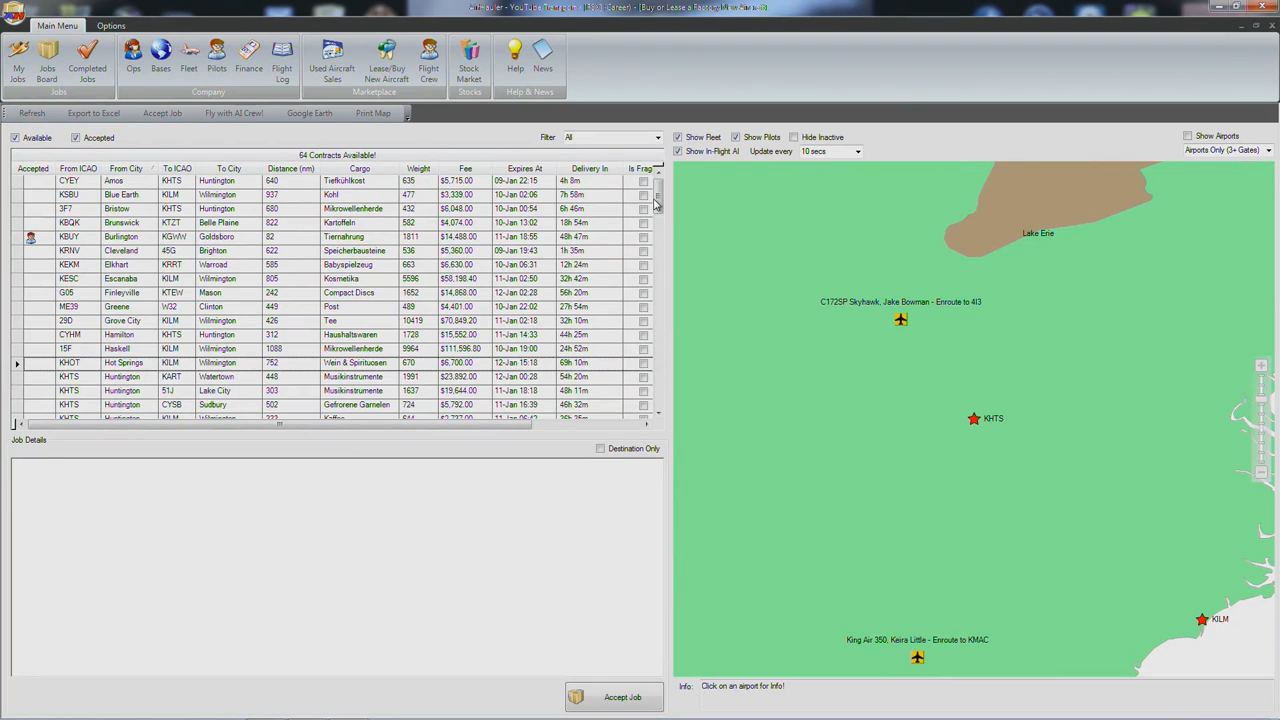 Main Menu Options
My Jobs
Jobs Board
Completed Jobs
Ops
Bases
Fleet
Pilots
Finance
Flight Log
Used Aircraft Sales
Lease/Buy New Aircraft
Flight Crew
Stock Market
Help
News
Jobs
Company
Marketplace
Stocks
Help & News
Refresh Export to Excel Accept Job Fly with AI Crew! Google Earth Print Map
Available Accepted Filter All
64 Contracts Available!
Accepted From ICAO From City To ICAO To City Distance (nm) Cargo Weight Fee Expires At Delivery In Is Frag
CYEY Amos KHTS Huntington 640 Tiefkühlkost 635 $5,715.00 09-Jan 22:15 4h 8m
KSBU Blue Earth KILM Wilmington 937 Kohl 477 $3,339.00 10-Jan 02:06 7h 58m
3F7 Bristow KHTS Huntington 680 Mikrowellenherde 432 $6,048.00 10-Jan 00:54 6h 46m
KBQK Brunswick KTZT Belle Plaine 822 Kartoffeln 582 $4,074.00 10-Jan 13:02 18h 54m
KBUY Burlington KGWW Goldsboro 82 Tiernahrung 1811 $14,488.00 11-Jan 18:55 48h 47m
KRNV Cleveland 45G Brighton 622 Speicherbausteine 536 $5,360.00 09-Jan 19:43 1h 35m
KEKM Elkhart KRRT Warroad 585 Babyspielzeug 663 $6,630.00 10-Jan 06:31 12h 24m
KESC Escanaba KILM Wilmington 805 Kosmetika 5596 $58,198.40 11-Jan 02:50 32h 42m
G05 Finleyville KTEW Mason 242 Compact Discs 1652 $14,868.00 12-Jan 02:28 56h 20m
ME39 Greene W32 Clinton 449 Post 489 $4,401.00 10-Jan 22:02 27h 54m
29D Grove City KILM Wilmington 426 Tee 10419 $70,849.20 11-Jan 02:18 32h 10m
CYHM Hamilton KHTS Huntington 312 Haushaltswaren 1728 $15,552.00 11-Jan 14:33 44h 25m
15F Haskell KILM Wilmington 1088 Mikrowellenherde 9964 $111,596.80 10-Jan 19:00 24h 52m
KHOT Hot Springs KILM Wilmington 752 Wein & Spirituosen 670 $6,700.00 12-Jan 15:18 69h 10m
KHTS Huntington KART Watertown 448 Musikinstrumente 1991 $23,892.00 12-Jan 00:28 54h 20m
KHTS Huntington 51J Lake City 303 Musikinstrumente 1637 $19,644.00 11-Jan 18:18 48h 11m
KHTS Huntington CYSB Sudbury 502 Gefrorene Garnelen 724 $5,792.00 11-Jan 16:39 46h 32m
KHTS Huntington KILM Wilmington
Job Details
Destination Only
Accept Job
Show Fleet Show Pilots Hide Inactive Show Airports
Show In-Flight AI Update every 10 secs Airports Only (3+ Gates)
Lake Erie
C172SP Skyhawk, Jake Bowman - Enroute to 4I3
KHTS
KILM
King Air 350, Keira Little - Enroute to KMAC
Info: Click on an airport for Info!